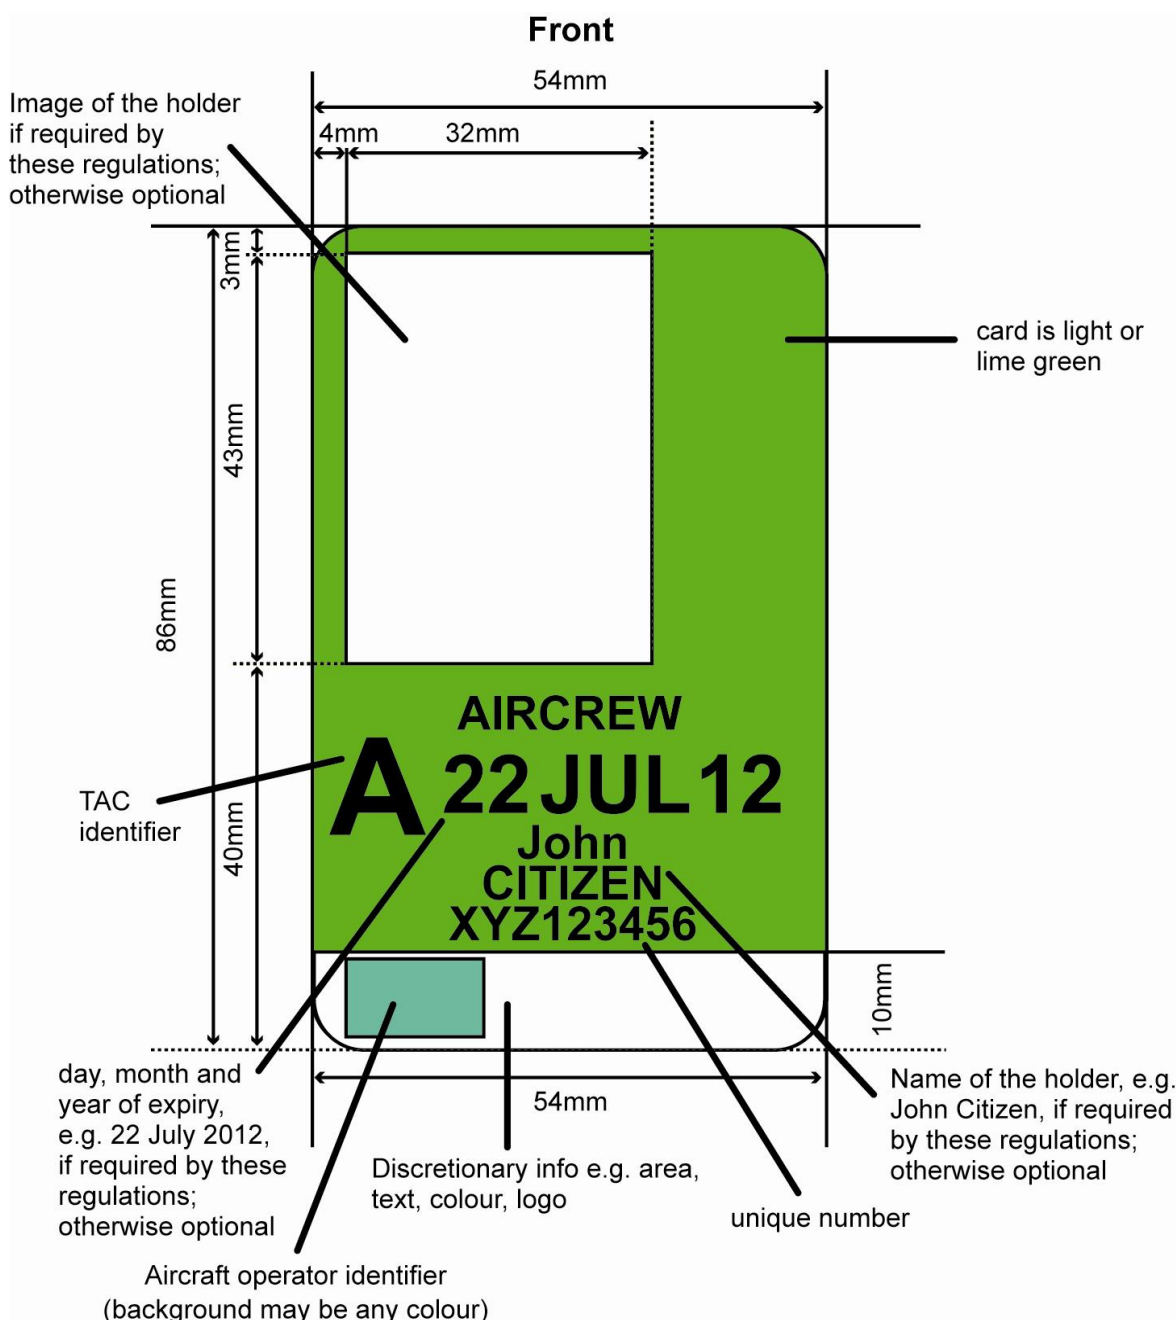 Front
54mm
Image of the holder
if required by
these regulations;
otherwise optional
4mm
32mm
3mm
card is light or
lime green
43mm
86mm
AIRCREW
A
22 JUL 12
TAC
identifier
40mm
John
CITIZEN
XYZ123456
10mm
day, month and
year of expiry,
e.g. 22 July 2012,
if required by these
regulations;
otherwise optional
54mm
Name of the holder, e.g.
John Citizen, if required
by these regulations;
otherwise optional
Discretionary info e.g. area,
text, colour, logo
unique number
Aircraft operator identifier
(background may be any colour)